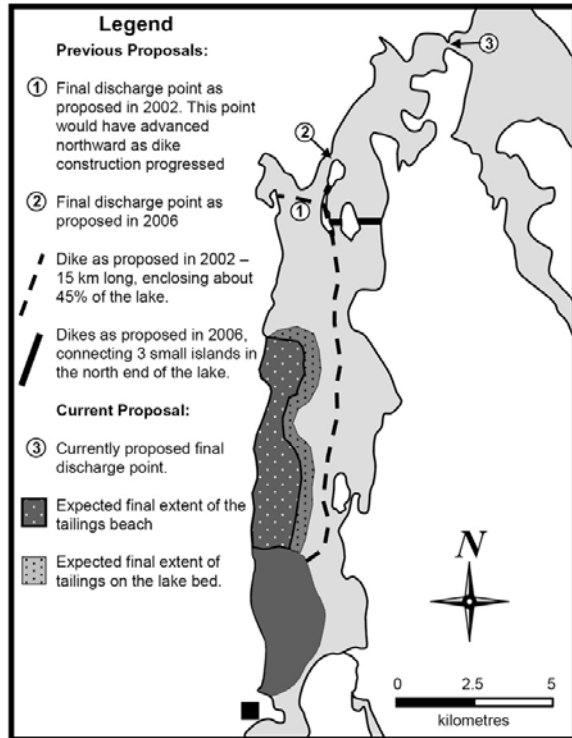 Legend
Previous Proposals:
1 Final discharge point as
proposed in 2002. This point
would have advanced
northward as dike
construction progressed
2 Final discharge point as
proposed in 2006
Dike as proposed in 2002 –
15 km long, enclosing about
45% of the lake.
Dikes as proposed in 2006,
connecting 3 small islands in
the north end of the lake.
Current Proposal:
3 Currently proposed final
discharge point.
Expected final extent of the
tailings beach
Expected final extent of
tailings on the lake bed.
3
2
1
N
0 2.5 5
kilometres